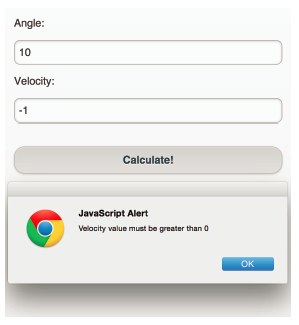 Angle:
10
Velocity:
-1
Calculate!
JavaScript Alert
Velocity value must be greater than 0
OK